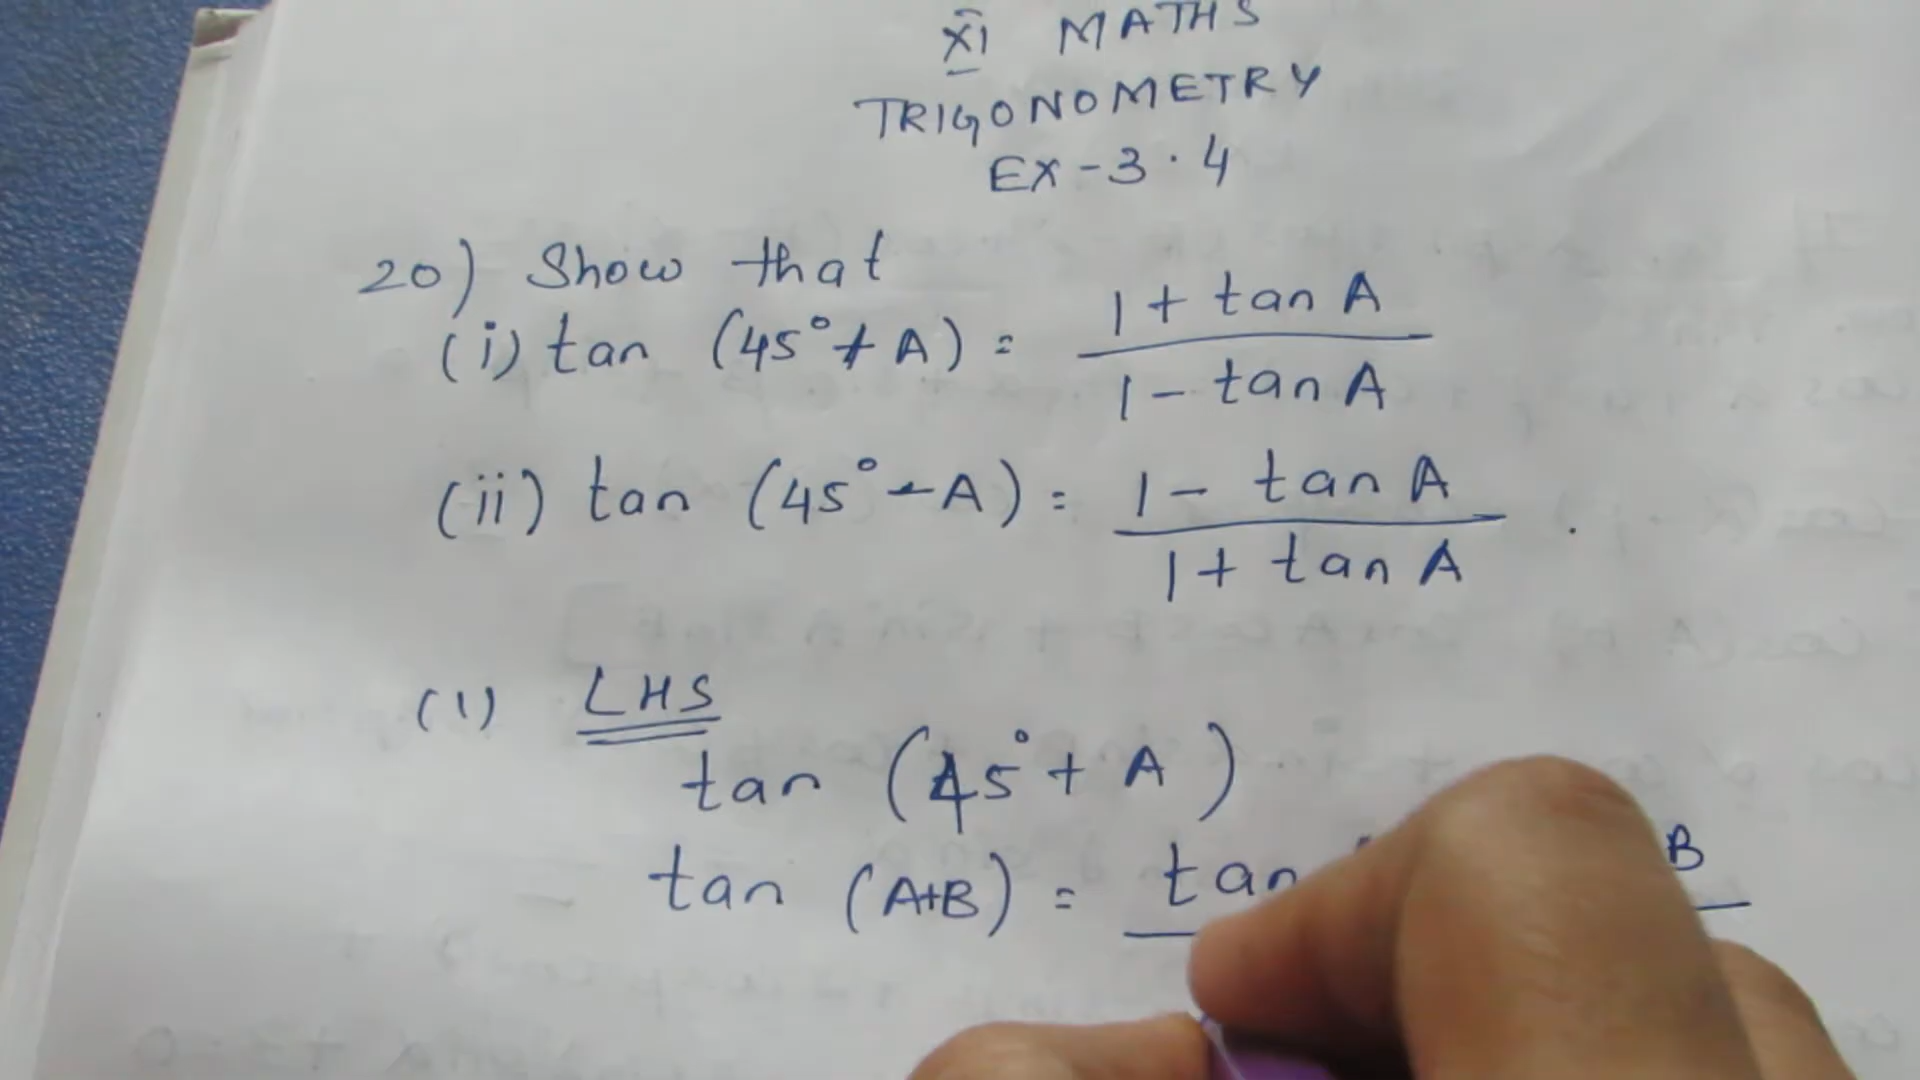 XI MATHS
TRIGONOMETRY
EX-3.4
20) Show that
(i) tan (45°+A) = 1 + tan A / 1 - tan A
(ii) tan (45°-A) = 1 - tan A / 1 + tan A .
(1) LHS
tan (45°+ A)
tan (A+B) = tan B